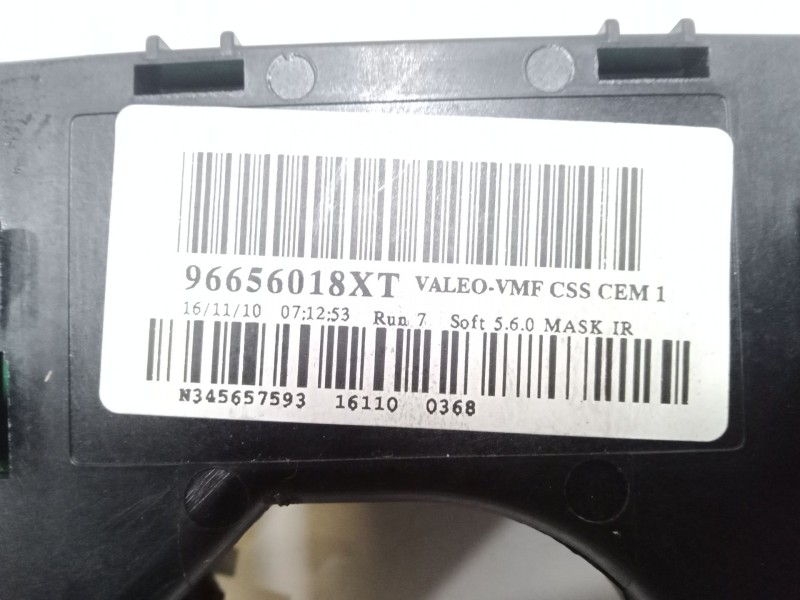 96656018XT VALEO-VMF CSS CEM 1
16/11/10 07:12:53 Run 7 Soft 5.6.0 MASK IR
N345657593 16110 0368